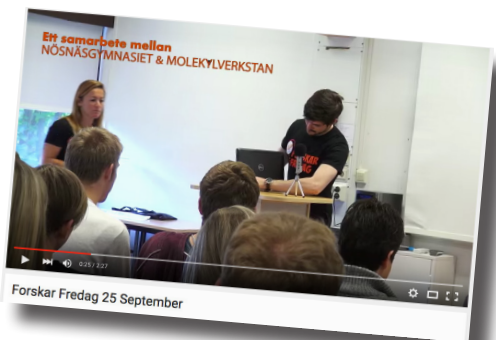 Ett samarbete mellan
NÖSNÄSGYMNASIET & MOLEKYLVERKSTAN
0:25 / 2:27
Forskar Fredag 25 September